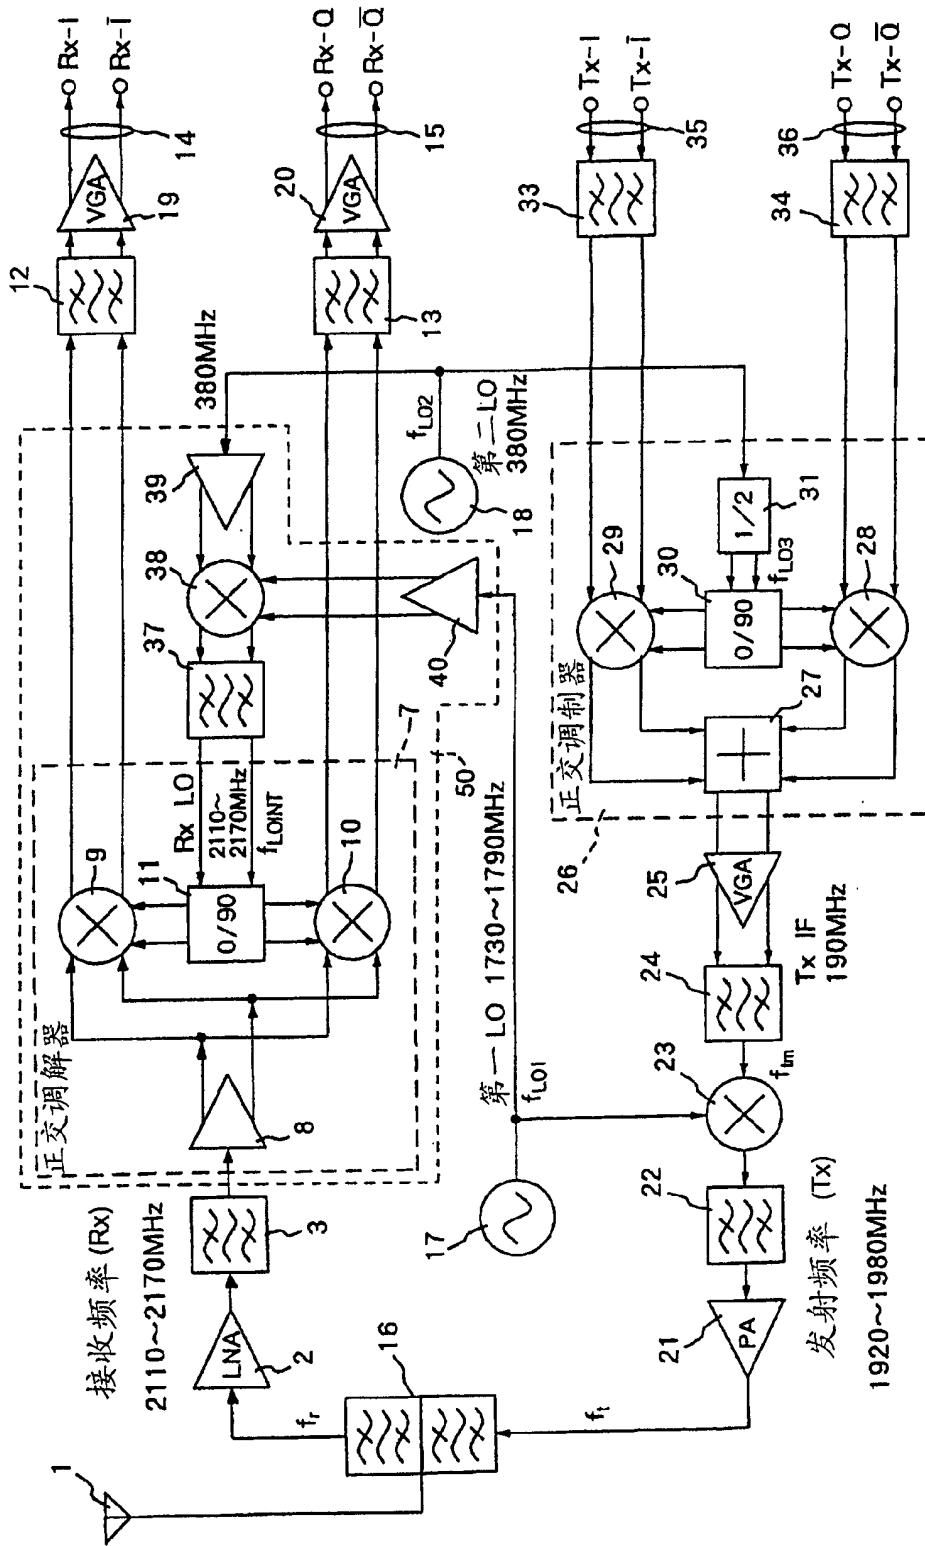 1
接收频率 (Rx)
2110~2170MHz
LNA
2
fr
16
ft
3
正交调解器
8
9
11
0/90
10
Rx LO
2110~
2170MHz
fLOINT
7
50
37
38
39
40
380MHz
12
13
VGA
19
14
Rx-I
Rx-I̅
20
VGA
15
Rx-Q
Rx-Q̅
fLO2
第二LO
380MHz
18
第一LO 1730~1790MHz
fLO1
17
正交调制器
26
29
30
0/90
1/2
31
fLO3
28
27
33
35
Tx-I
Tx-I̅
34
36
Tx-Q
Tx-Q̅
25
VGA
Tx IF
190MHz
24
fIm
23
22
21
PA
发射频率 (Tx)
1920~1980MHz